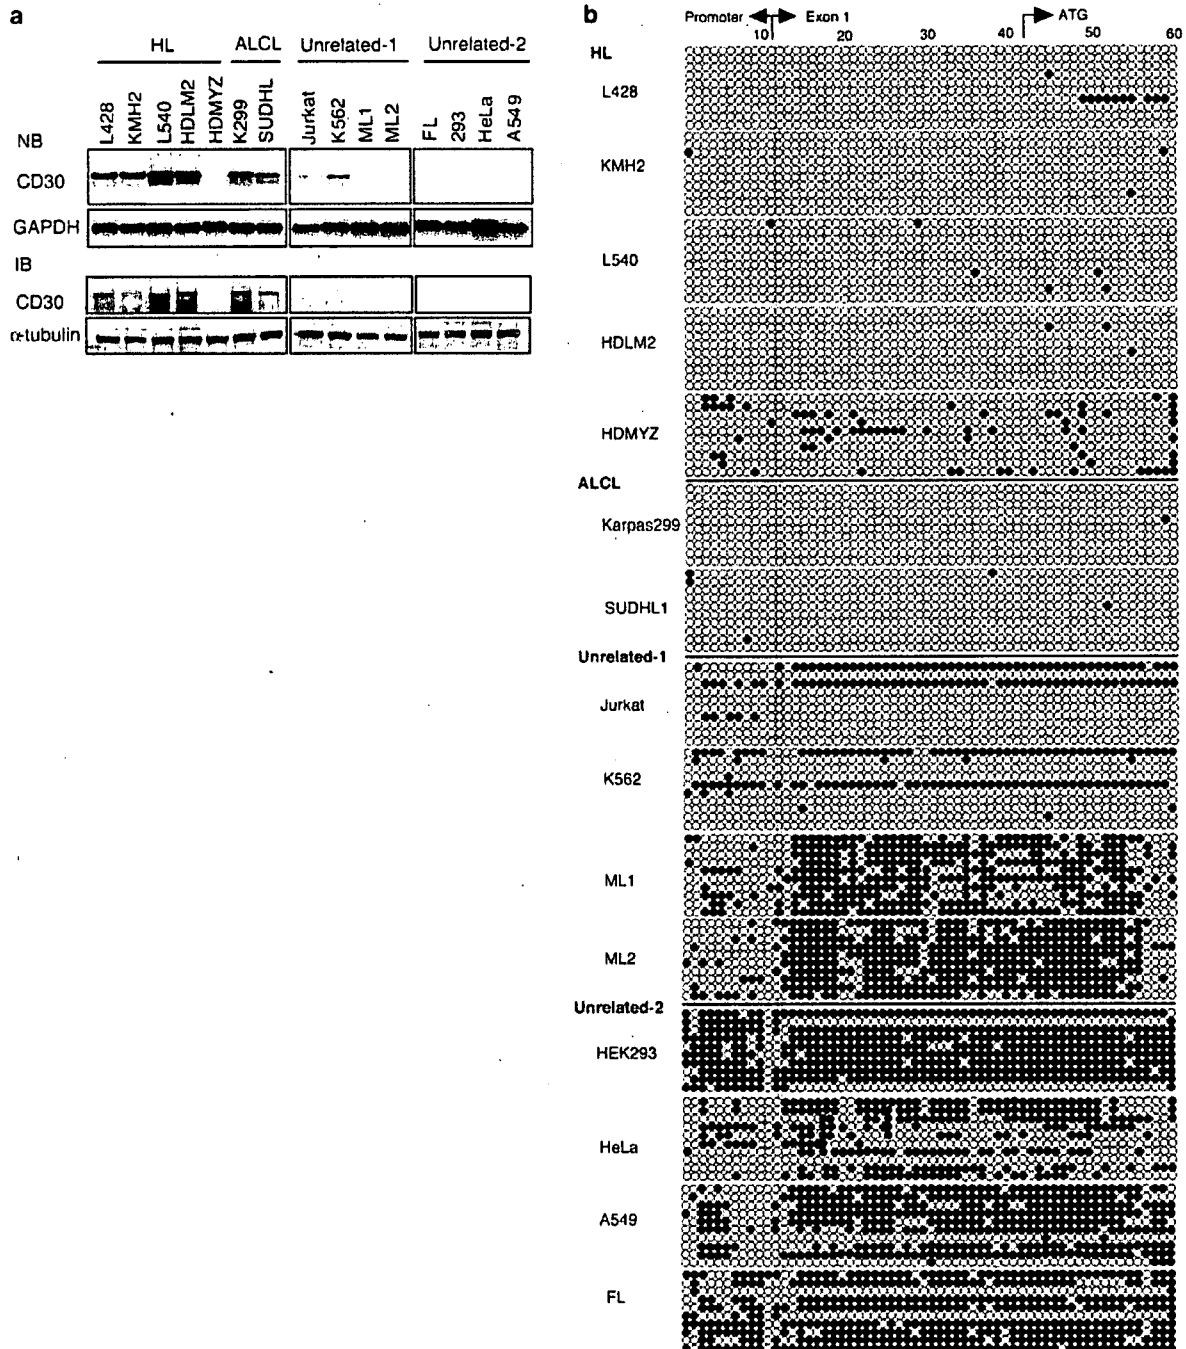 a
HL ALCL Unrelated-1 Unrelated-2
L428 KMH2 L540 HDLM2 HDMYZ K299 SUDHL Jurkat K562 ML1 ML2 FL 293 HeLa A549
NB
CD30
GAPDH
IB
CD30
α-tubulin
b
Promoter Exon 1 ATG
10 20 30 40 50 60
HL
L428
KMH2
L540
HDLM2
HDMYZ
ALCL
Karpas299
SUDHL1
Unrelated-1
Jurkat
K562
ML1
ML2
Unrelated-2
HEK293
HeLa
A549
FL